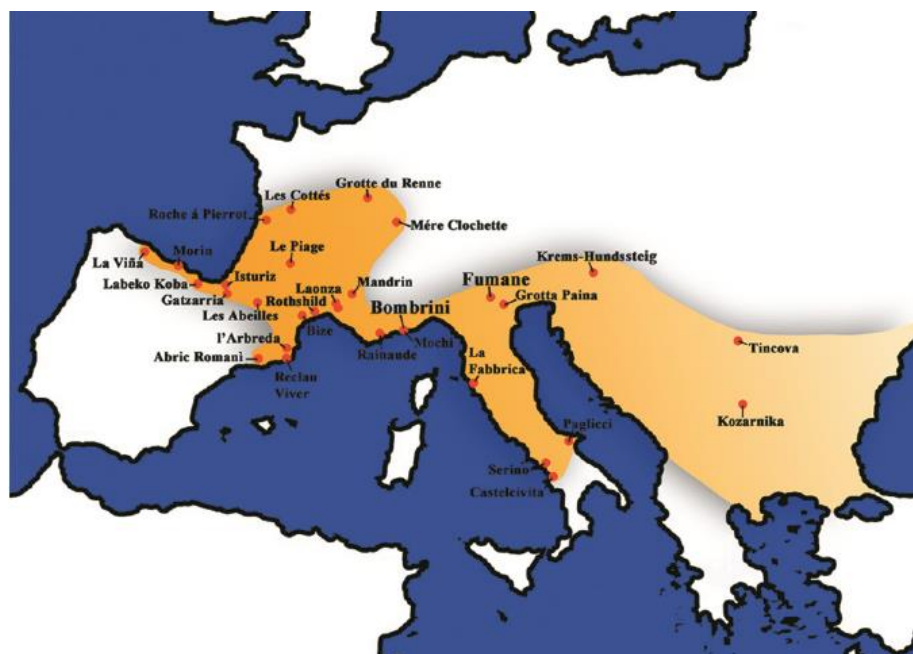 Grotte du Renne
Les Cottés
Roche á Pierrot
Mére Clochette
Le Piage
La Viña
Morin
Krems-Hundssteig
Isturiz
Labeko Koba
Gatzarria
Laonza
Mandrin
Fumane
Rothshild
Grotta Paina
Les Abeilles
Bombrini
Bize
l'Arbreda
Rainaude
Mochi
Tincova
Abric Romani
La
Fabbrica
Reclau
Viver
Kozarnika
Paglicci
Serino
Castelcivita